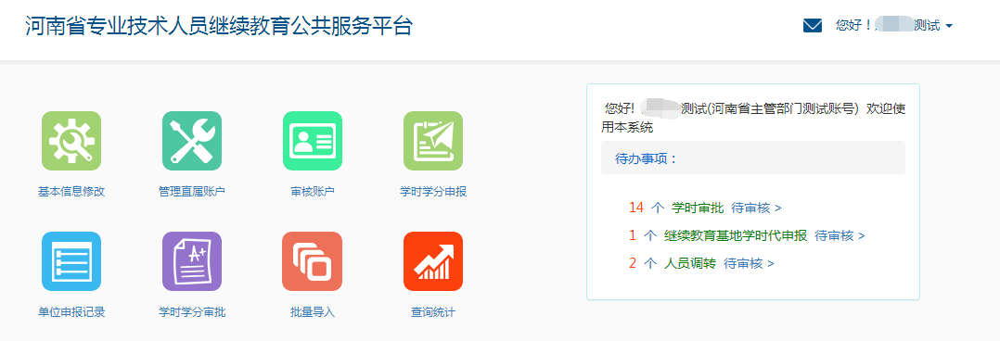 河南省专业技术人员继续教育公共服务平台
您好！ 测试
您好! 测试(河南省主管部门测试账号) 欢迎使
用本系统
待办事项：
基本信息修改 管理直属账户 审核账户 学时学分申报
14 个 学时审批 待审核 >
1 个 继续教育基地学时代申报 待审核 >
2 个 人员调转 待审核 >
A+
单位申报记录 学时学分审批 批量导入 查询统计